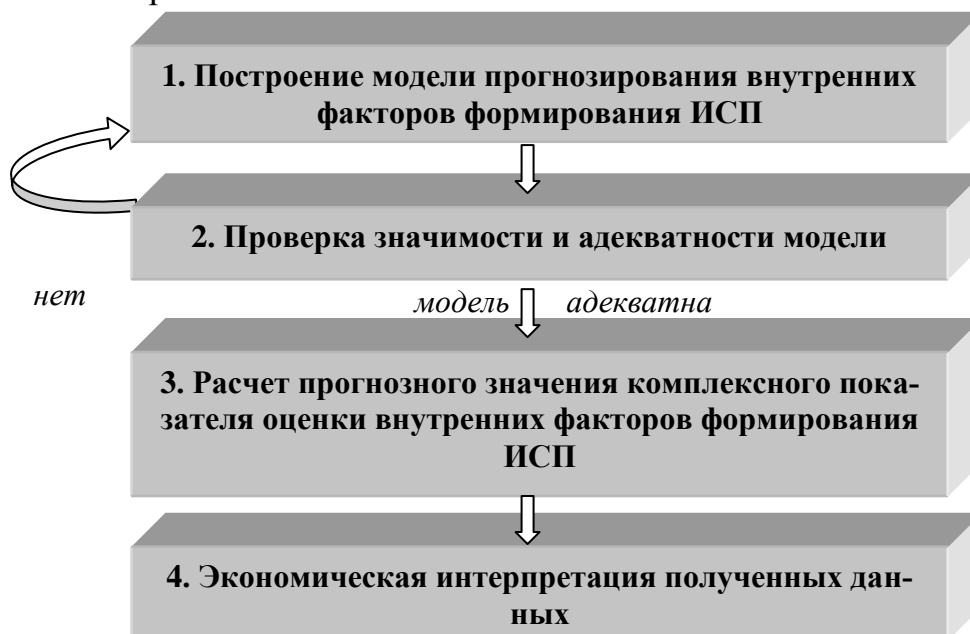 1. Построение модели прогнозирования внутренних
факторов формирования ИСП
2. Проверка значимости и адекватности модели
нет
модель адекватна
3. Расчет прогнозного значения комплексного пока-
зателя оценки внутренних факторов формирования
ИСП
4. Экономическая интерпретация полученных дан-
ных